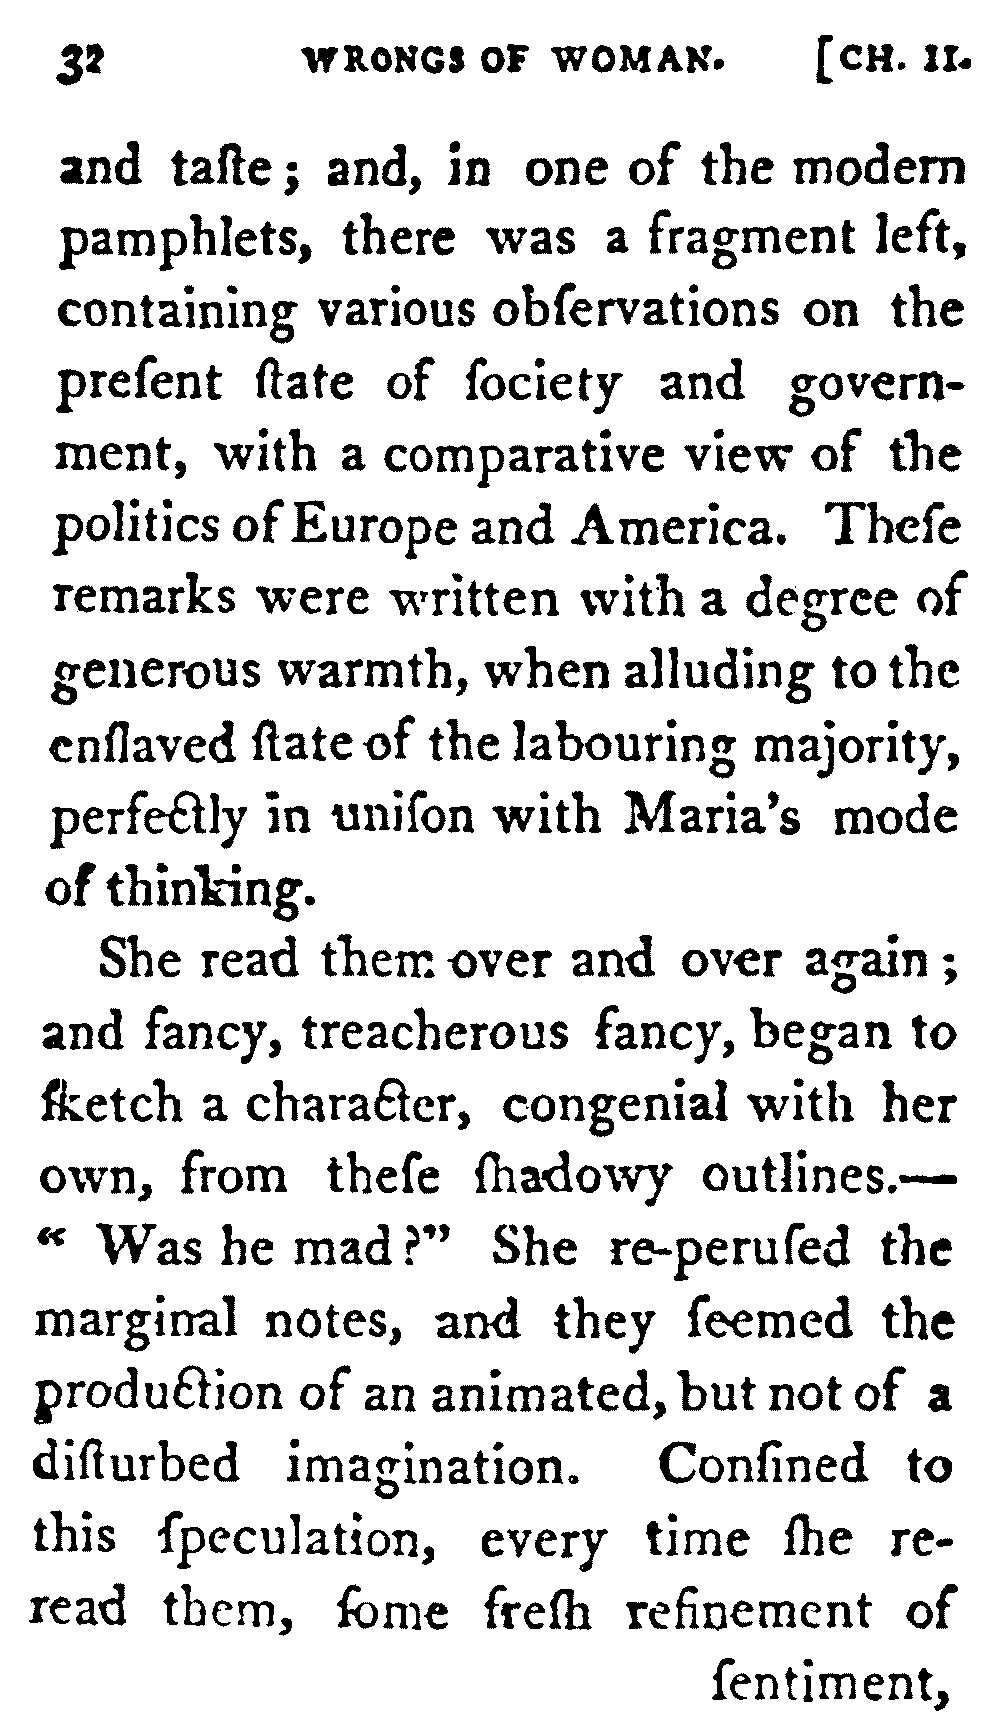 32 WRONGS OF WOMAN. [CH. II.
and taſte; and, in one of the modern
pamphlets, there was a fragment left,
containing various obſervations on the
preſent ſtate of ſociety and govern-
ment, with a comparative view of the
politics of Europe and America. Theſe
remarks were written with a degree of
generous warmth, when alluding to the
enſlaved ſtate of the labouring majority,
perfectly in uniſon with Maria's mode
of thinking.
She read them over and over again;
and fancy, treacherous fancy, began to
ſketch a character, congenial with her
own, from theſe ſhadowy outlines.—
“ Was he mad?” She re-peruſed the
marginal notes, and they ſeemed the
production of an animated, but not of a
diſturbed imagination. Confined to
this ſpeculation, every time ſhe re-
read them, ſome freſh refinement of
ſentiment,